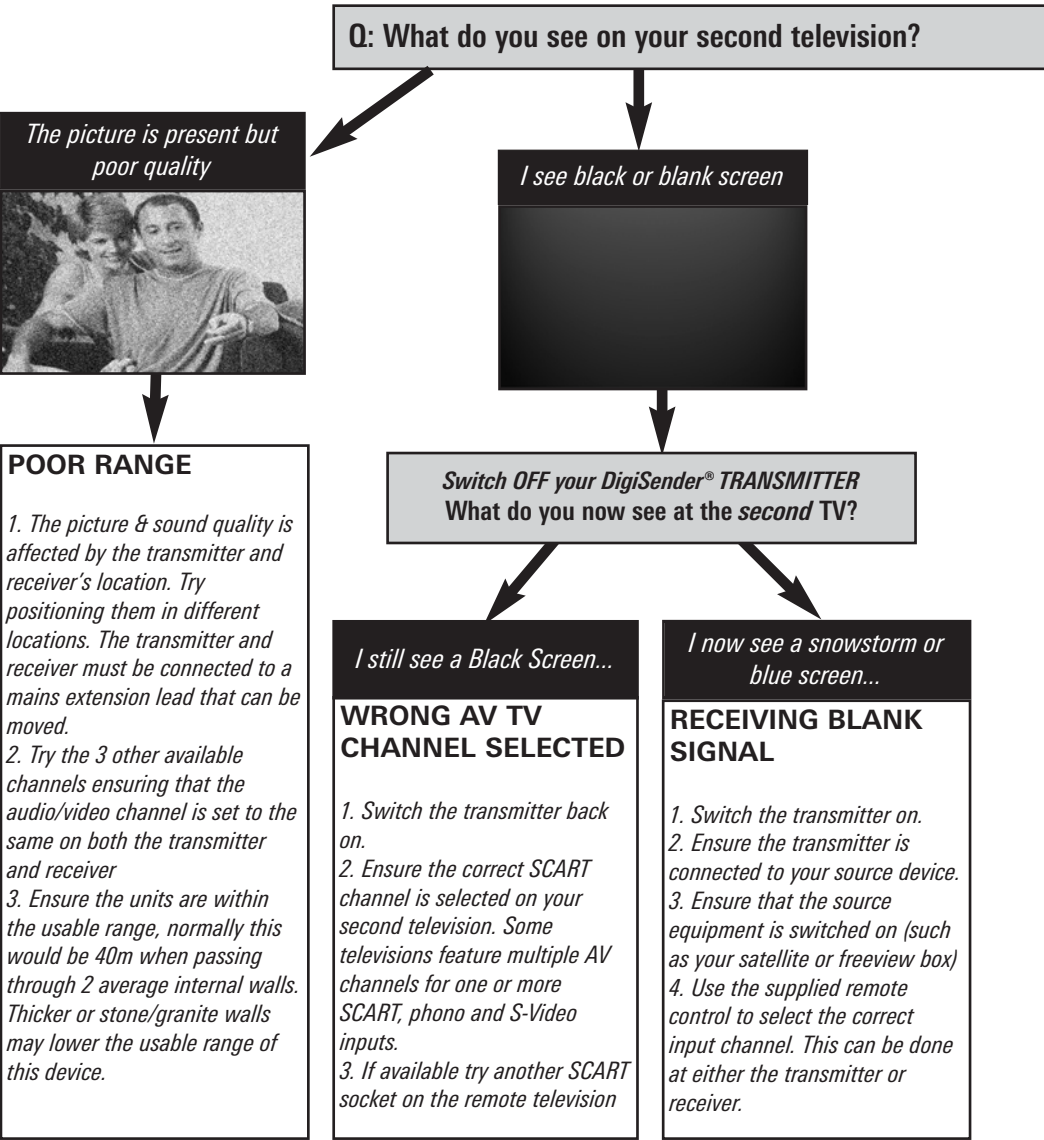 Q: What do you see on your second television?
The picture is present but
poor quality
I see black or blank screen
POOR RANGE
1. The picture & sound quality is
affected by the transmitter and
receiver's location. Try
positioning them in different
locations. The transmitter and
receiver must be connected to a
mains extension lead that can be
moved.
2. Try the 3 other available
channels ensuring that the
audio/video channel is set to the
same on both the transmitter
and receiver
3. Ensure the units are within
the usable range, normally this
would be 40m when passing
through 2 average internal walls.
Thicker or stone/granite walls
may lower the usable range of
this device.
Switch OFF your DigiSender® TRANSMITTER
What do you now see at the second TV?
I still see a Black Screen...
WRONG AV TV
CHANNEL SELECTED
1. Switch the transmitter back
on.
2. Ensure the correct SCART
channel is selected on your
second television. Some
televisions feature multiple AV
channels for one or more
SCART, phono and S-Video
inputs.
3. If available try another SCART
socket on the remote television
I now see a snowstorm or
blue screen...
RECEIVING BLANK
SIGNAL
1. Switch the transmitter on.
2. Ensure the transmitter is
connected to your source device.
3. Ensure that the source
equipment is switched on (such
as your satellite or freeview box)
4. Use the supplied remote
control to select the correct
input channel. This can be done
at either the transmitter or
receiver.